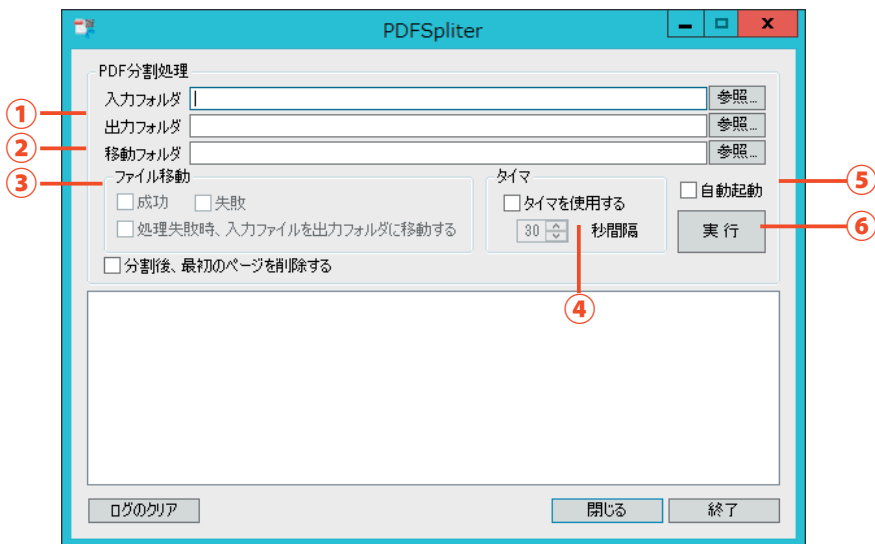 PDFSpliter
PDF分割処理
① 入力フォルダ 参照...
出力フォルダ 参照...
② 移動フォルダ 参照...
③ ファイル移動
成功 失敗
処理失敗時、入力ファイルを出力フォルダに移動する
タイマ
タイマを使用する
30 秒間隔
④
自動起動 ⑤
実行 ⑥
分割後、最初のページを削除する
ログのクリア 閉じる 終了